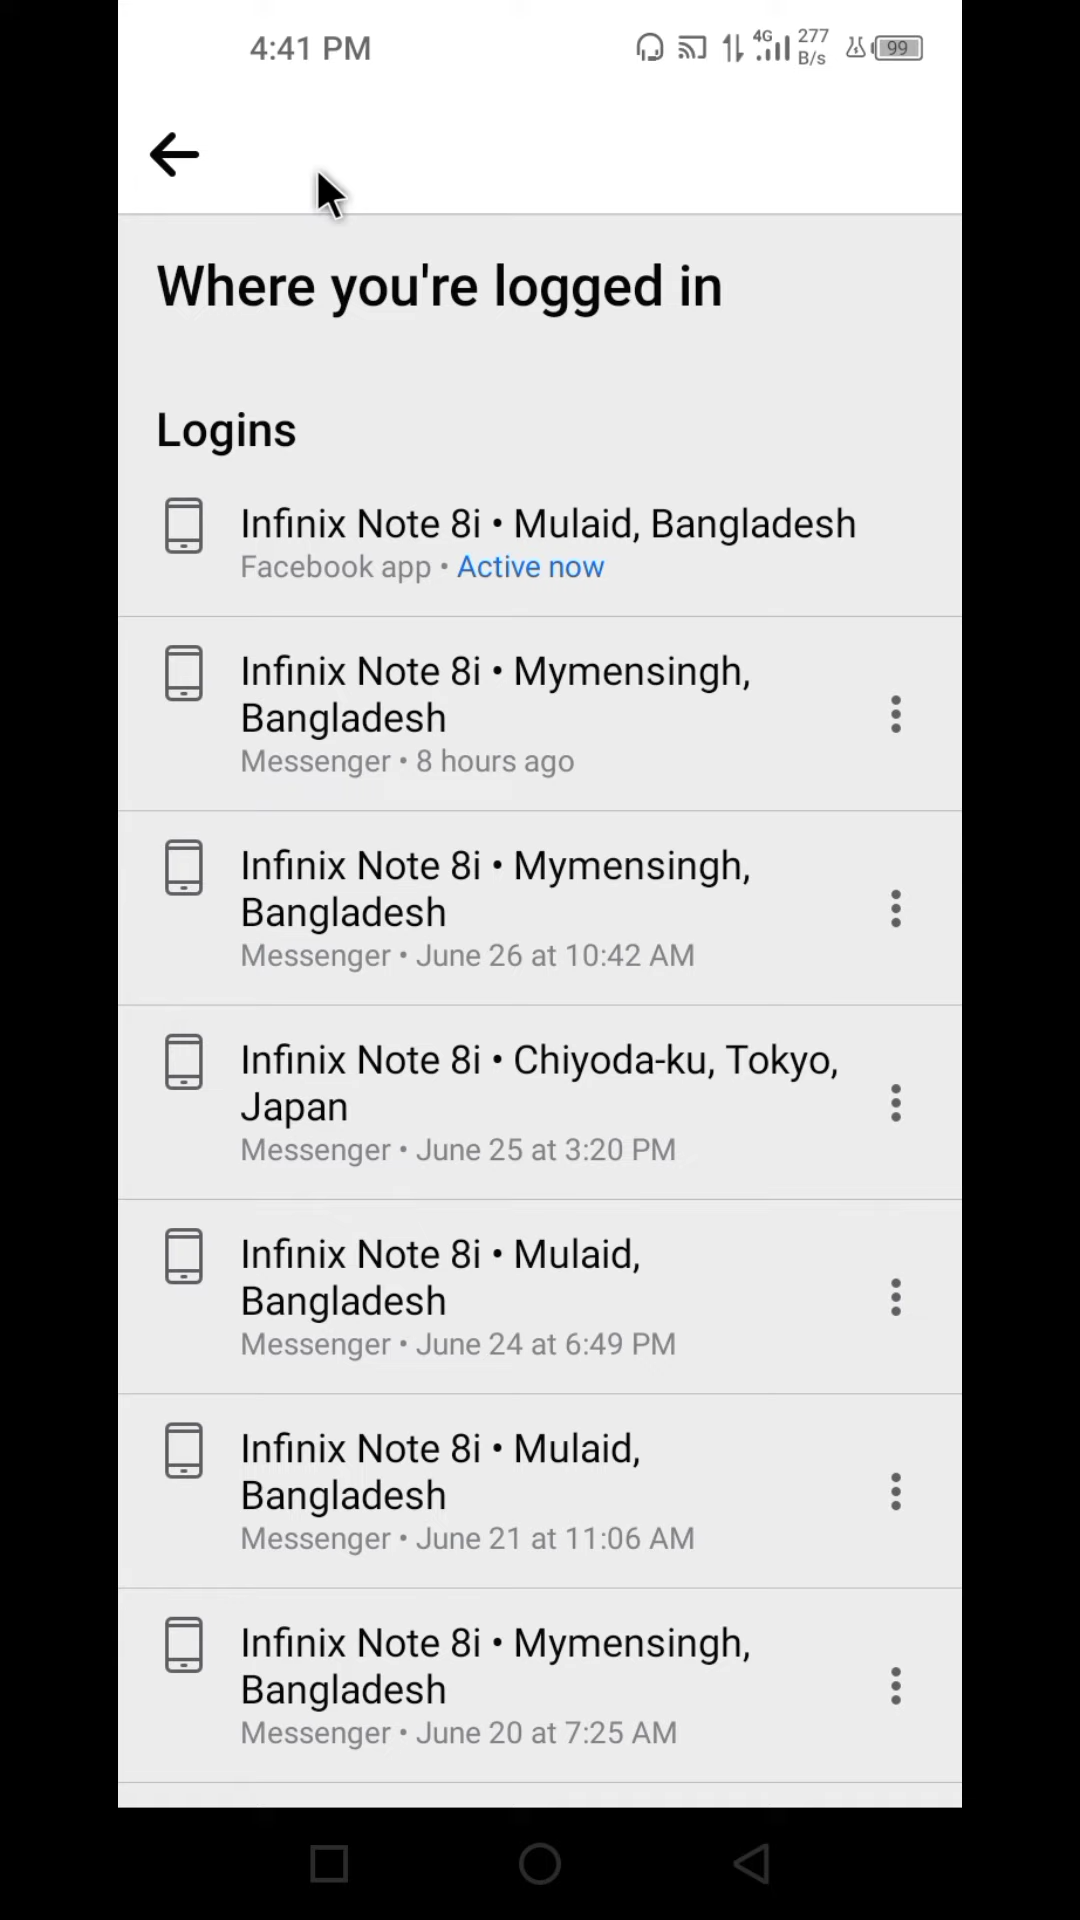 4:41 PM
4G
277
B/s
99
Where you're logged in
Logins
Infinix Note 8i • Mulaid, Bangladesh
Facebook app • Active now
Infinix Note 8i • Mymensingh,
Bangladesh
Messenger • 8 hours ago
Infinix Note 8i • Mymensingh,
Bangladesh
Messenger • June 26 at 10:42 AM
Infinix Note 8i • Chiyoda-ku, Tokyo,
Japan
Messenger • June 25 at 3:20 PM
Infinix Note 8i • Mulaid,
Bangladesh
Messenger • June 24 at 6:49 PM
Infinix Note 8i • Mulaid,
Bangladesh
Messenger • June 21 at 11:06 AM
Infinix Note 8i • Mymensingh,
Bangladesh
Messenger • June 20 at 7:25 AM